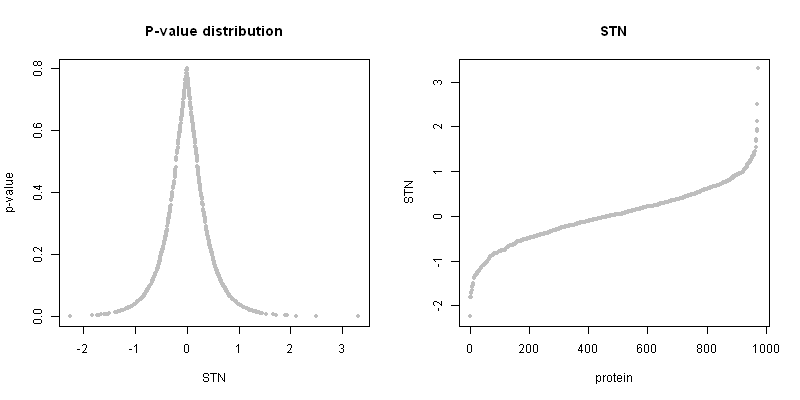 P-value distribution
p-value
0.8
0.6
0.4
0.2
0.0
-2 -1 0 1 2 3
STN
STN
STN
3
2
1
0
-1
-2
0 200 400 600 800 1000
protein